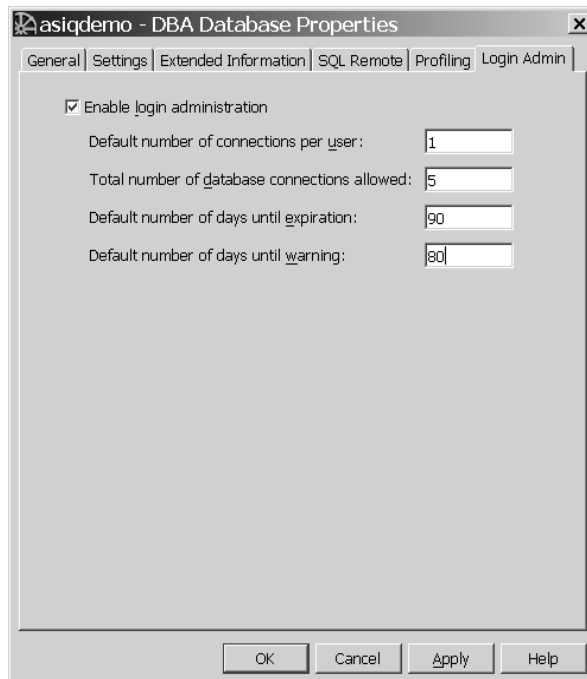 asiqdemo - DBA Database Properties
General Settings Extended Information SQL Remote Profiling Login Admin
Enable login administration
Default number of connections per user: 1
Total number of database connections allowed: 5
Default number of days until expiration: 90
Default number of days until warning: 80
OK Cancel Apply Help